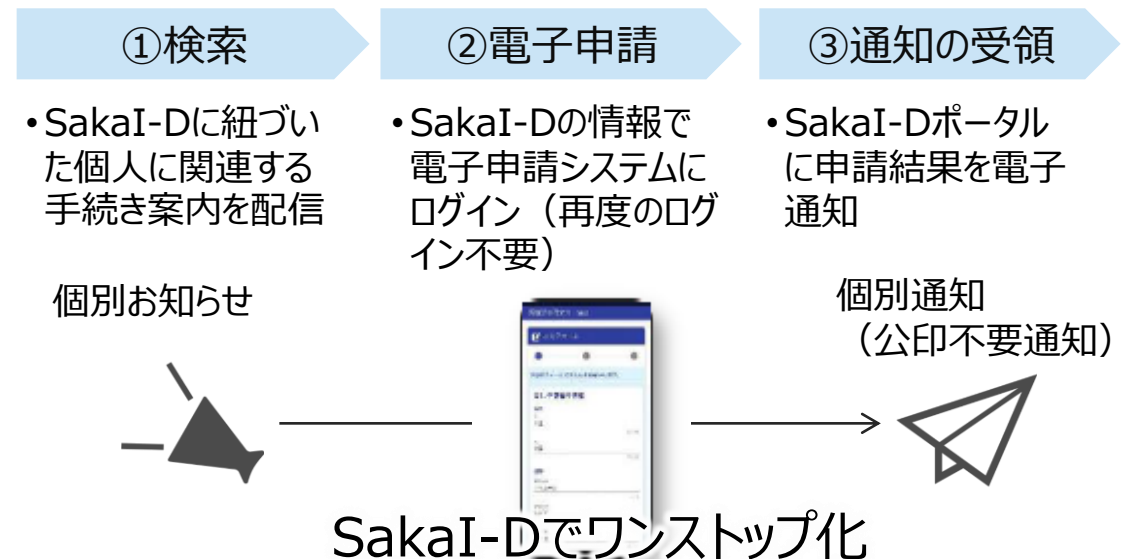 ①検索
②電子申請
③通知の受領
•SakaI-Dに紐づい
た個人に関連する
手続き案内を配信
•SakaI-Dの情報で
電子申請システムに
ログイン（再度のログ
イン不要）
•SakaI-Dポータル
に申請結果を電子
通知
個別お知らせ
個別通知
（公印不要通知）
SakaI-Dでワンストップ化